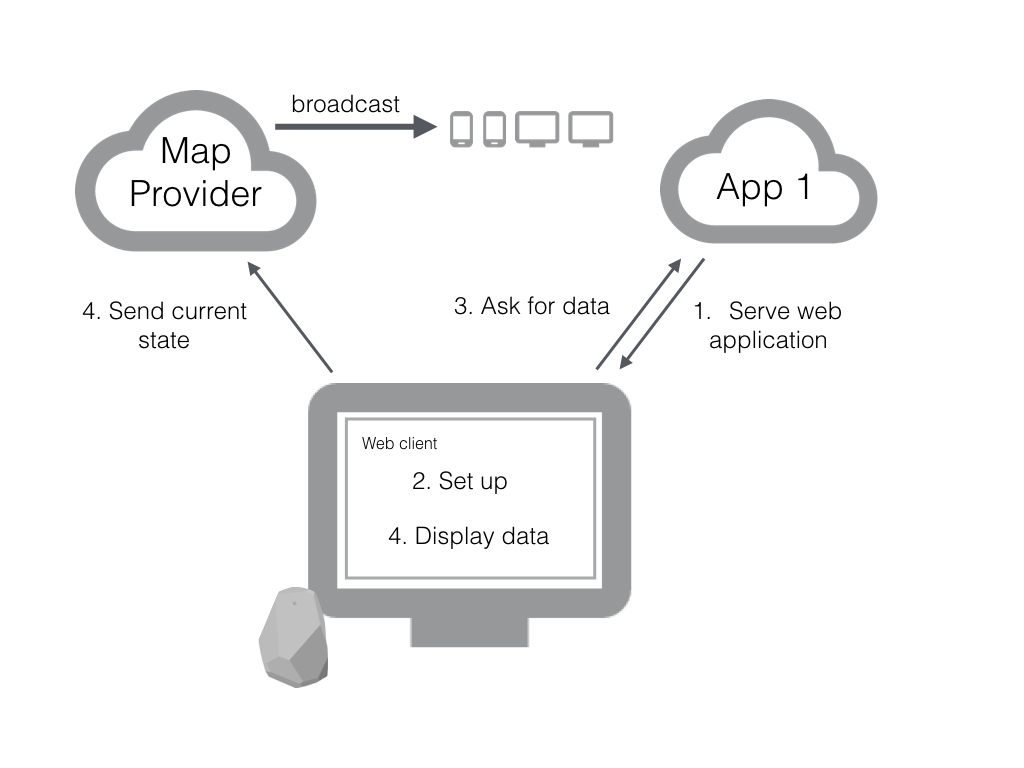 broadcast
Map
Provider
App 1
4. Send current
state
3. Ask for data
1. Serve web
application
Web client
2. Set up
4. Display data